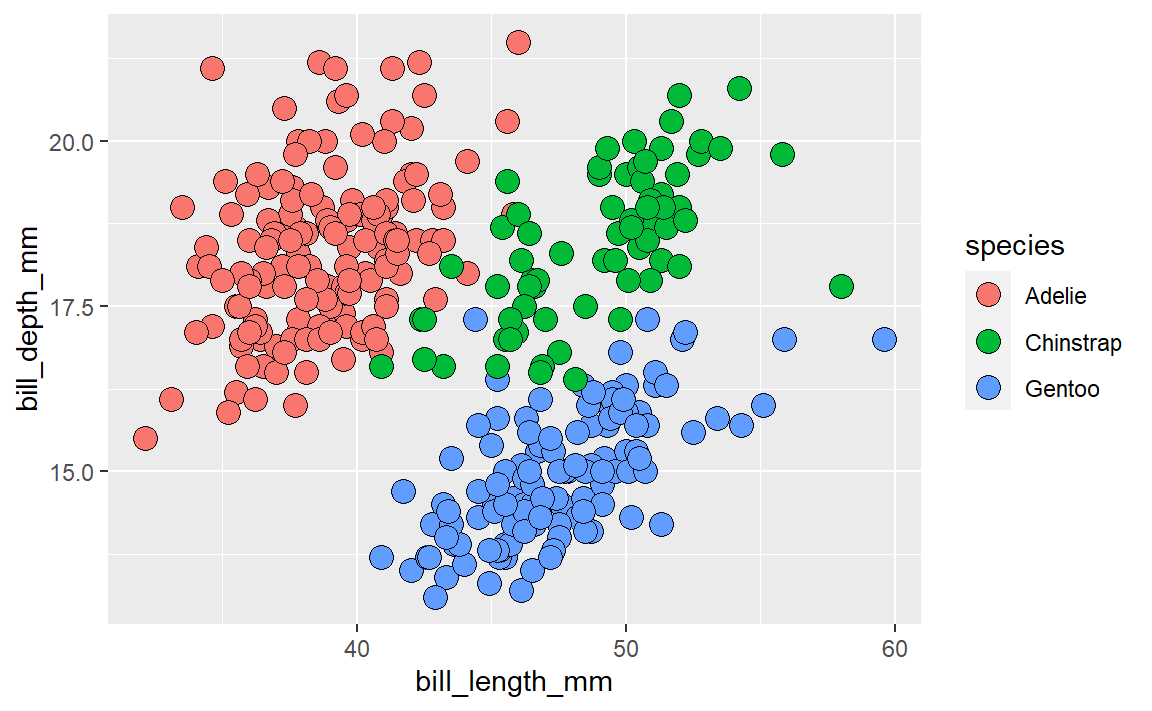 bill_depth_mm
20.0
17.5
15.0
40
50
60
bill_length_mm
species
Adelie
Chinstrap
Gentoo